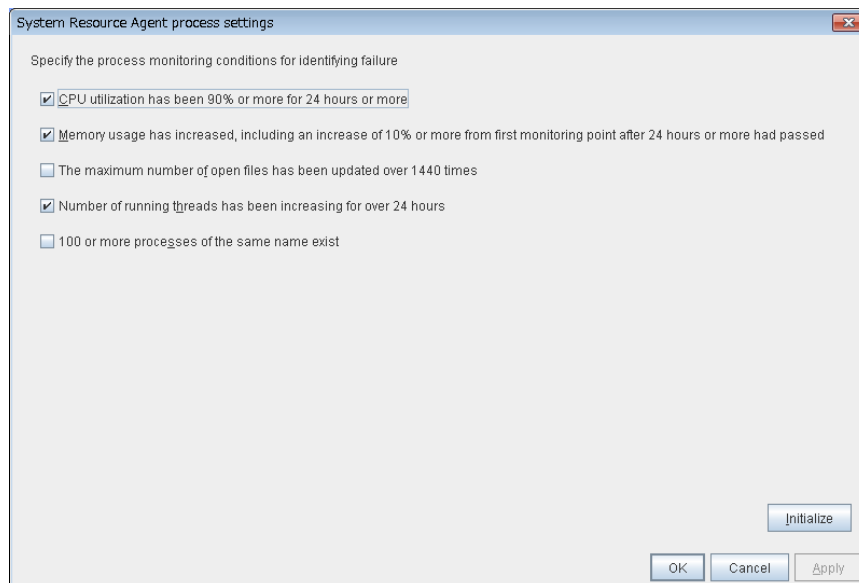 System Resource Agent process settings
Specify the process monitoring conditions for identifying failure
CPU utilization has been 90% or more for 24 hours or more
Memory usage has increased, including an increase of 10% or more from first monitoring point after 24 hours or more had passed
The maximum number of open files has been updated over 1440 times
Number of running threads has been increasing for over 24 hours
100 or more processes of the same name exist
Initialize
OK Cancel Apply